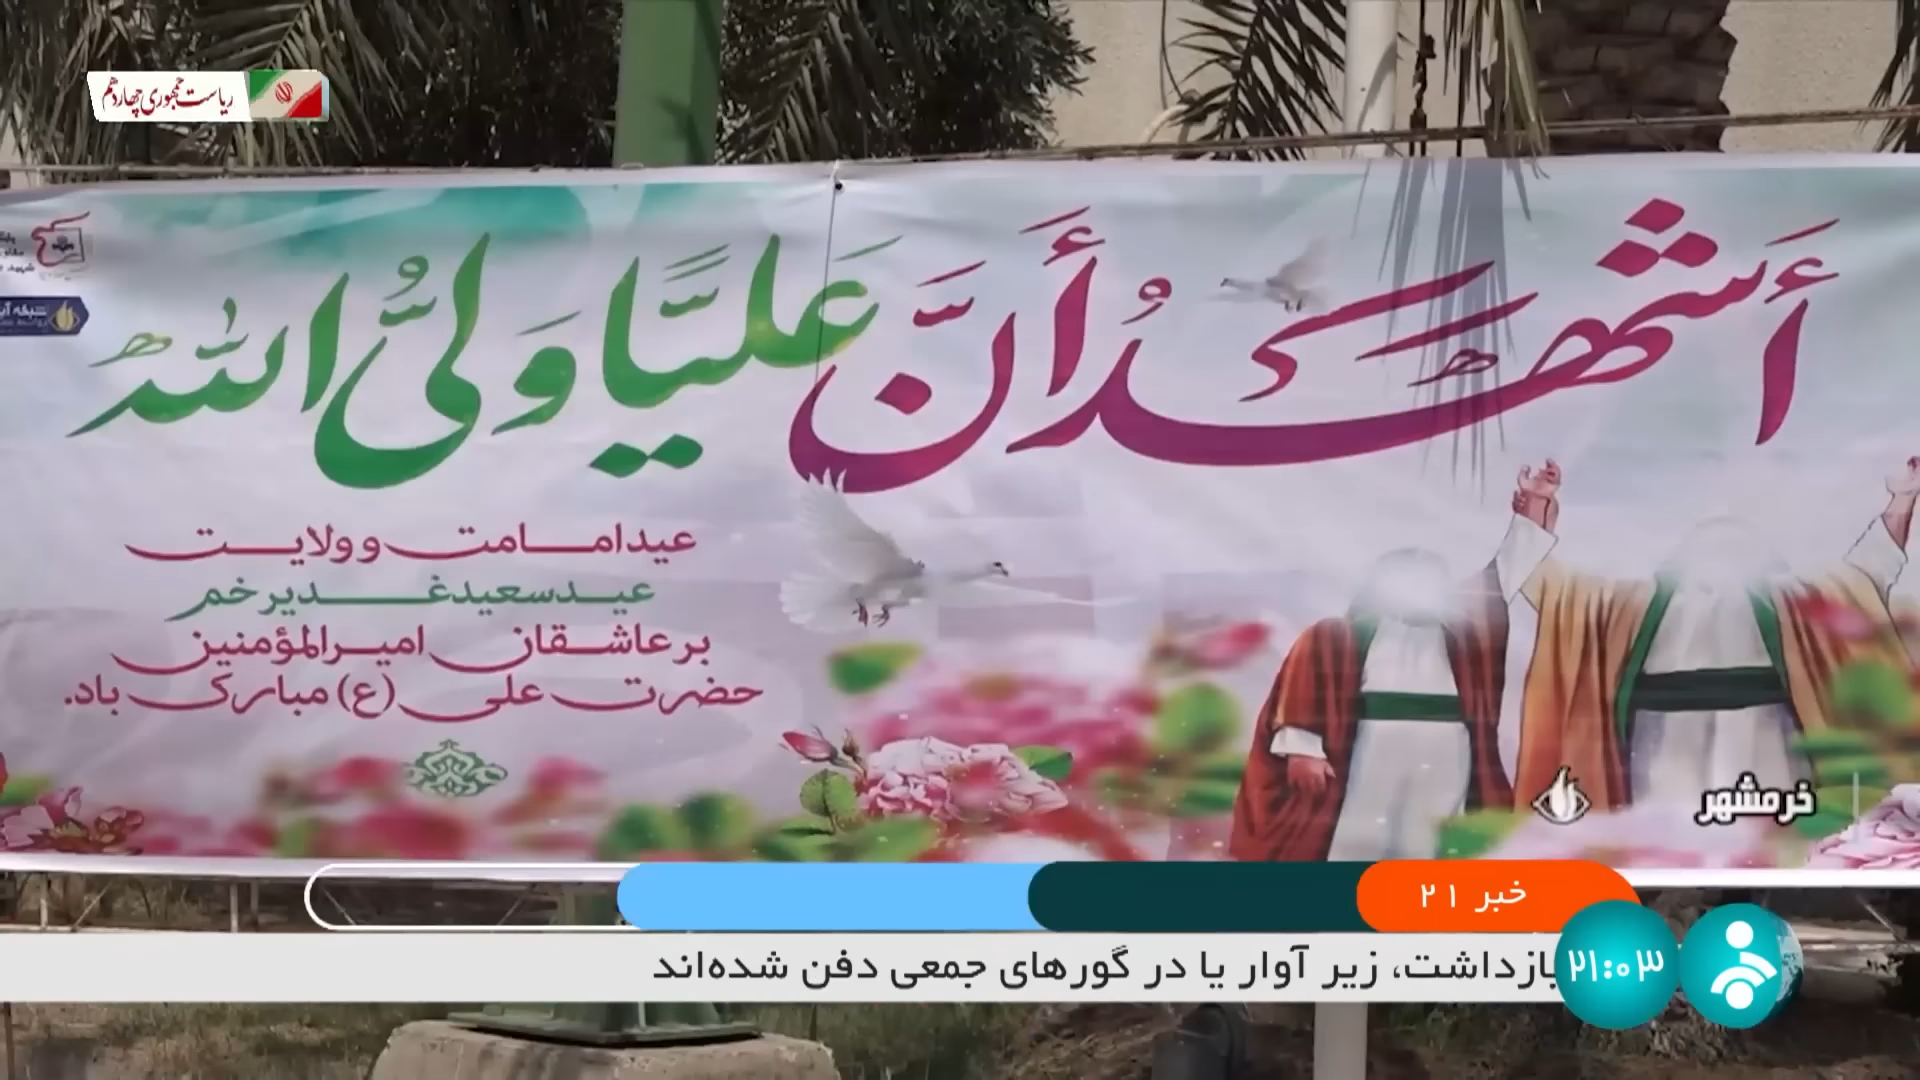 ریاست جمهوری چهاردهم
أشهد أن علیًّا ولیُّ الله
عید امامت و ولایت
عید سعید غدیر خم
بر عاشقان امیرالمؤمنین
حضرت علی (ع) مبارک باد.
خرمشهر
خبر ۲۱
بازداشت، زیر آوار یا در گورهای جمعی دفن شده‌اند
۲۱:۰۳